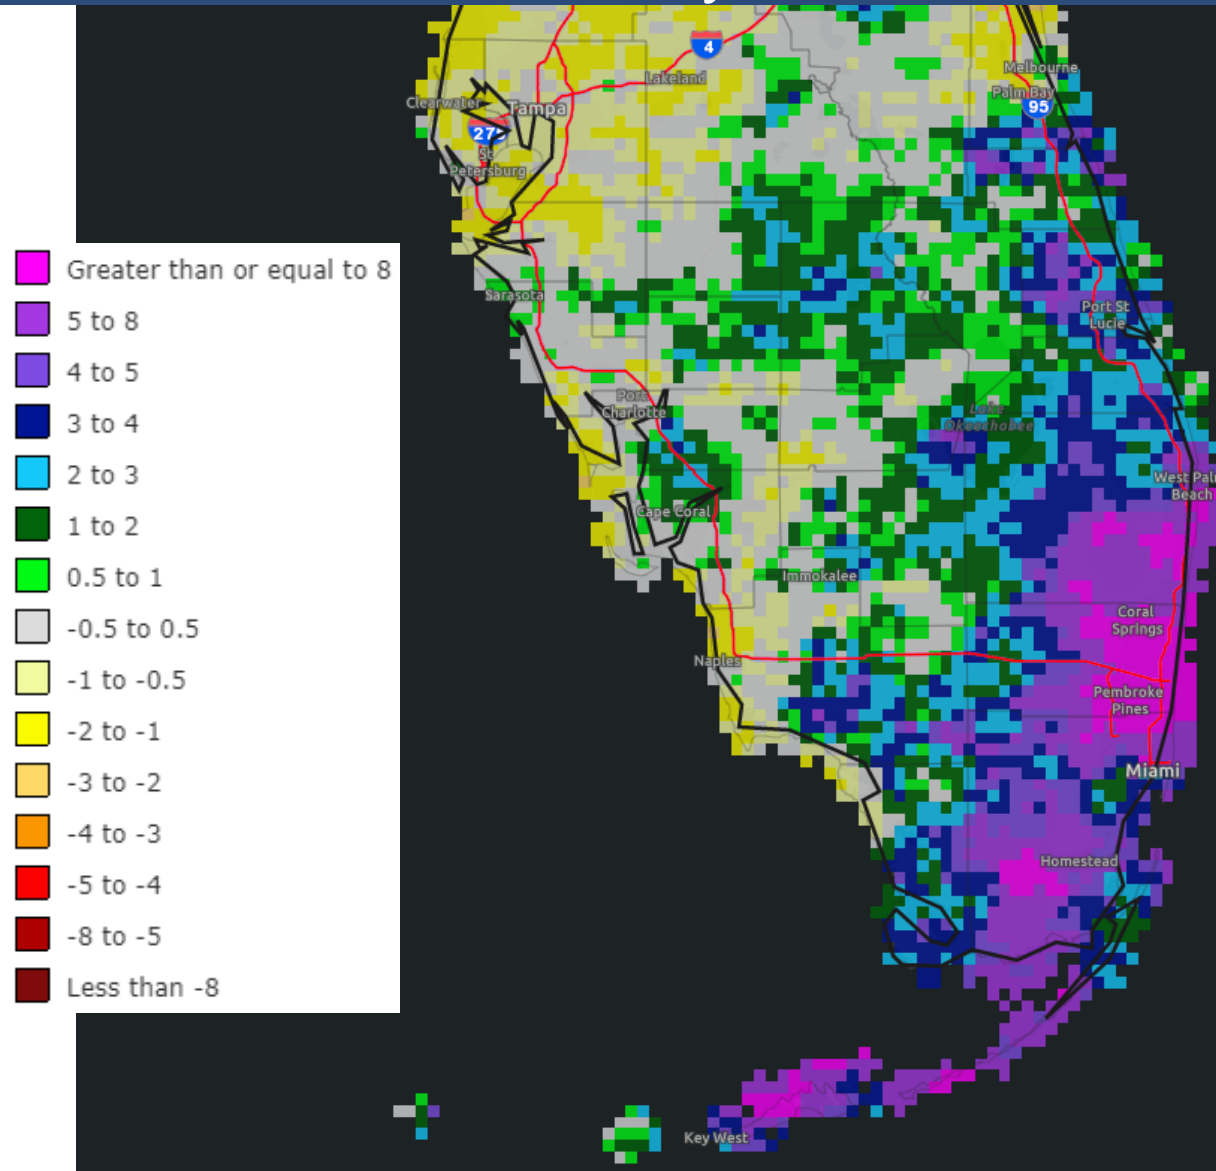 4
Melbourne
Lakeland
Palm Bay
95
Clearwater
Tampa
275
St
Petersburg
Greater than or equal to 8
5 to 8
4 to 5
3 to 4
2 to 3
1 to 2
0.5 to 1
-0.5 to 0.5
-1 to -0.5
-2 to -1
-3 to -2
-4 to -3
-5 to -4
-8 to -5
Less than -8
Sarasota
Port St
Lucie
Port
Charlotte
Lake
Okeechobee
West Palm
Beach
Cape Coral
Immokalee
Coral
Springs
Naples
Pembroke
Pines
Miami
Homestead
Key West